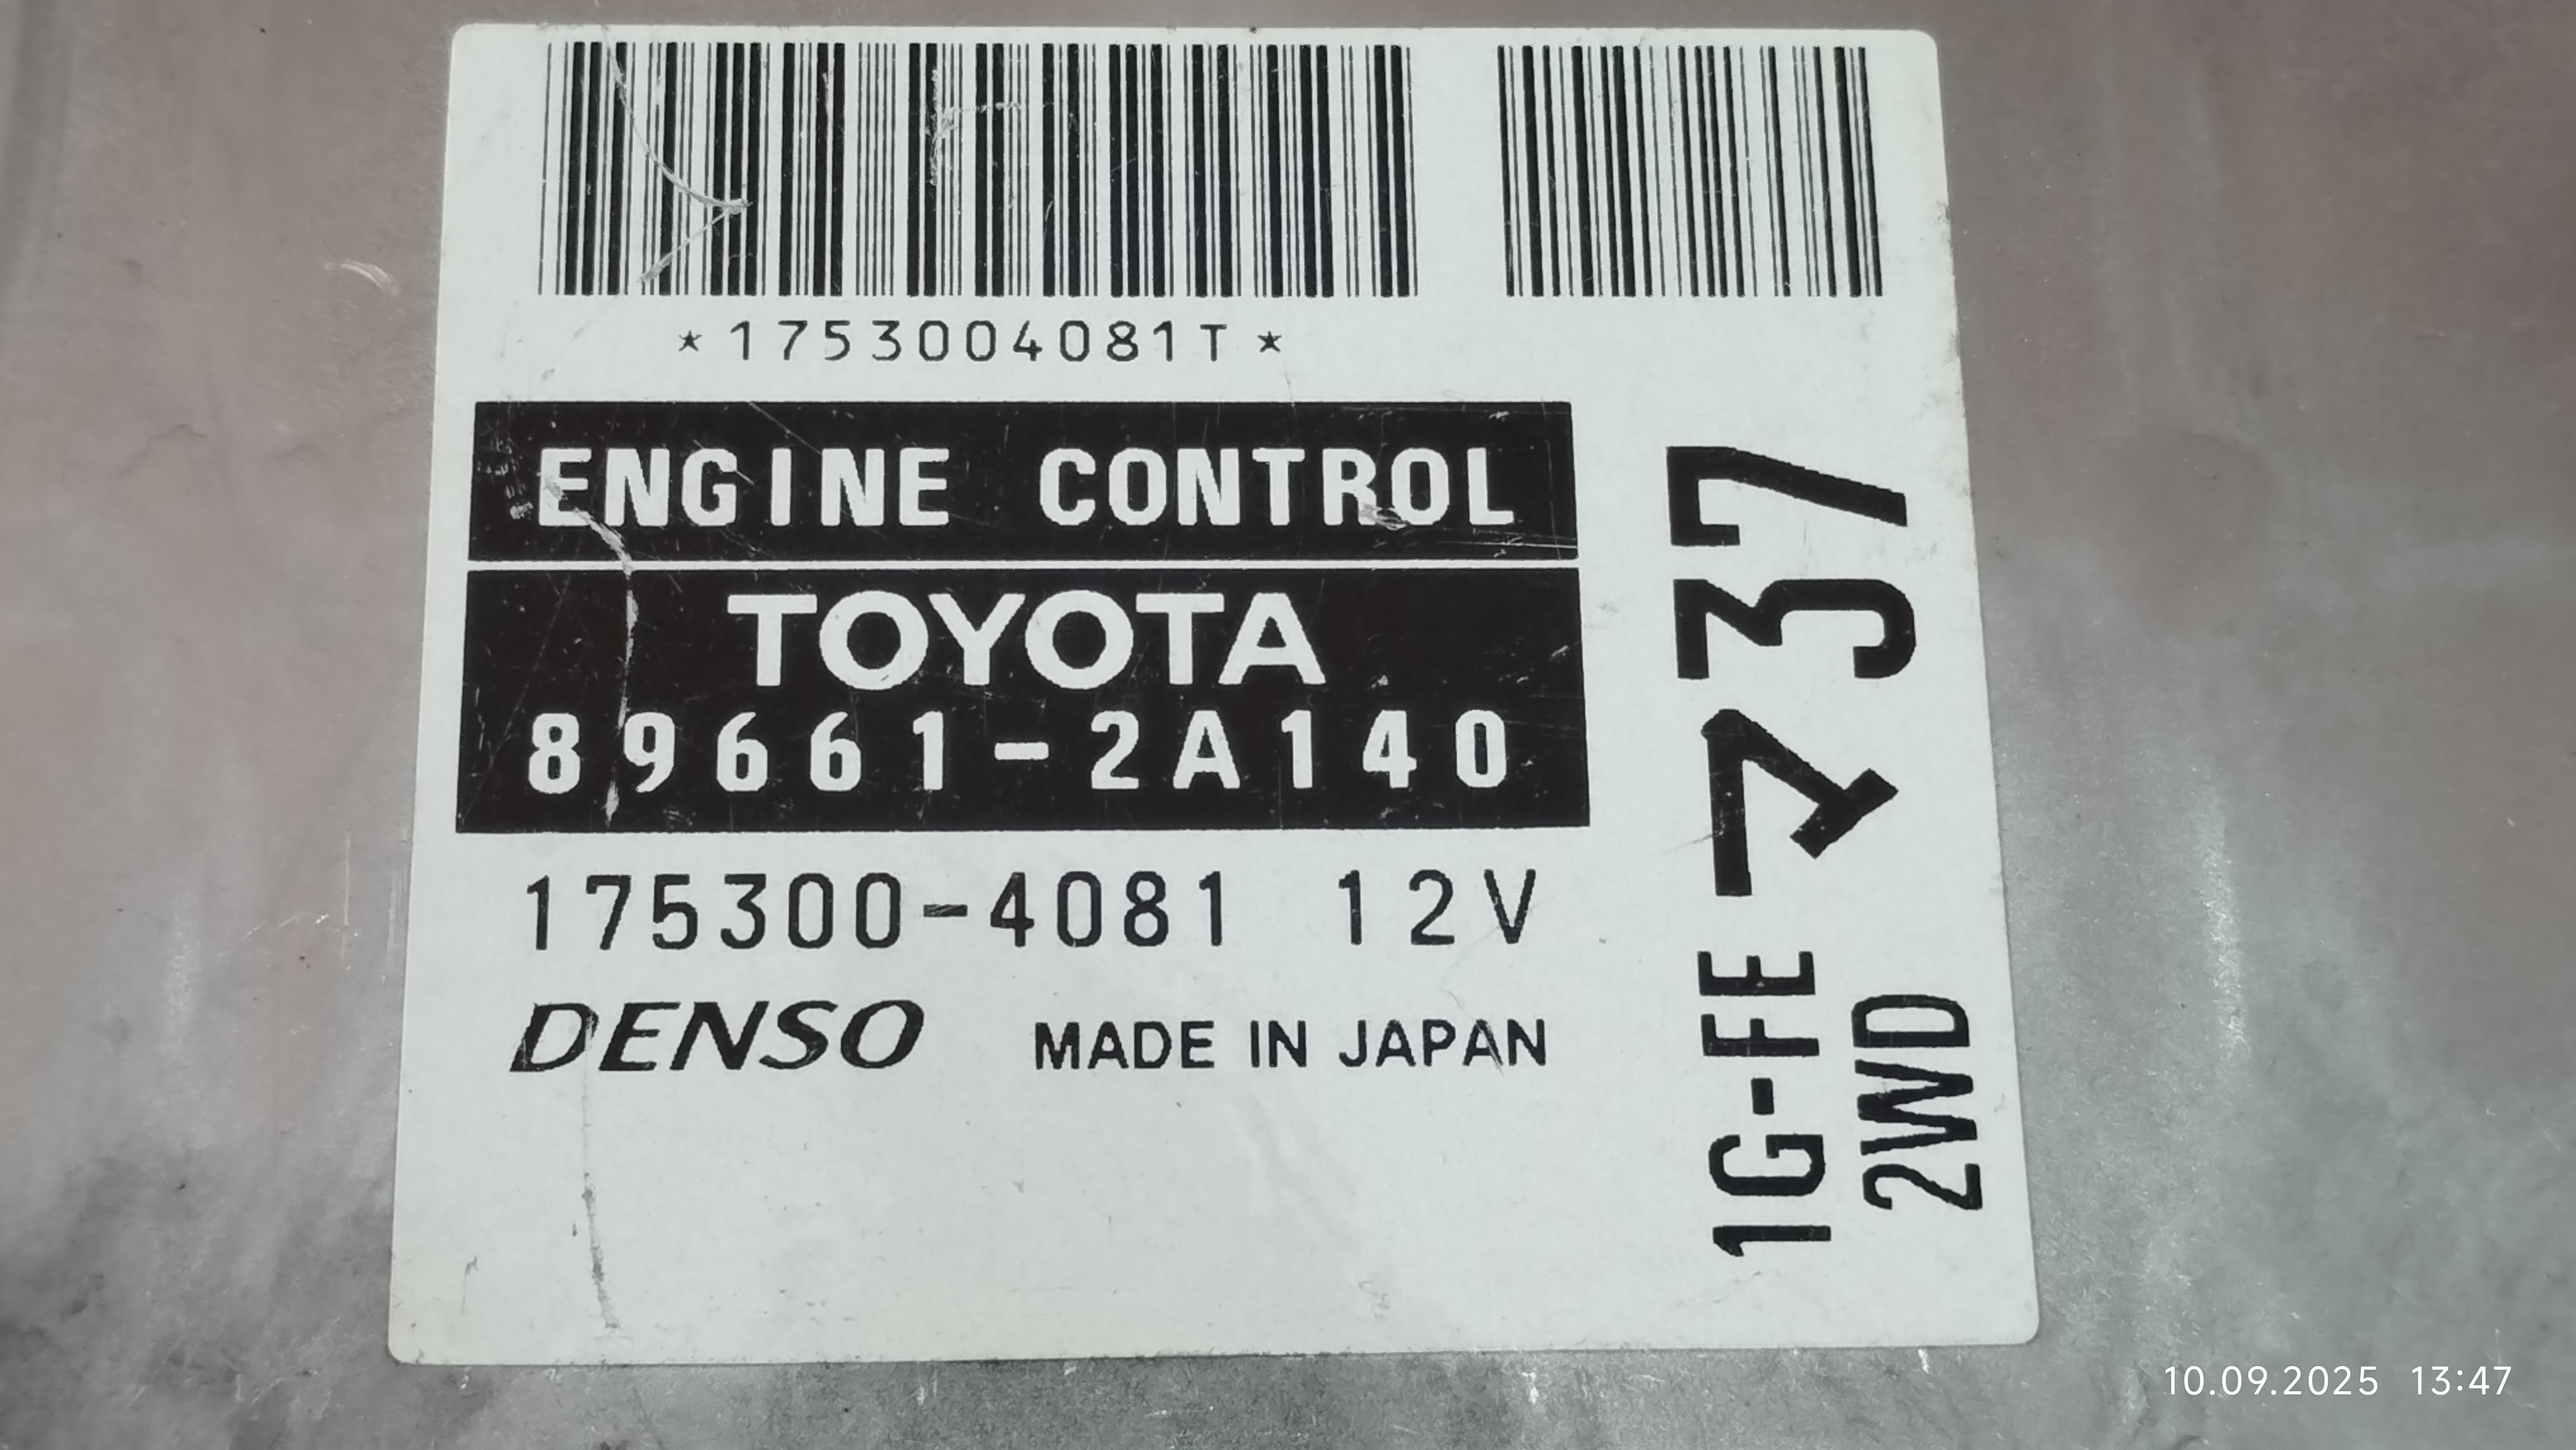 *1753004081T*
ENGINE CONTROL
TOYOTA
89661-2A140
175300-4081 12V
DENSO MADE IN JAPAN
1G-FE マ37
2WD
10.09.2025 13:47